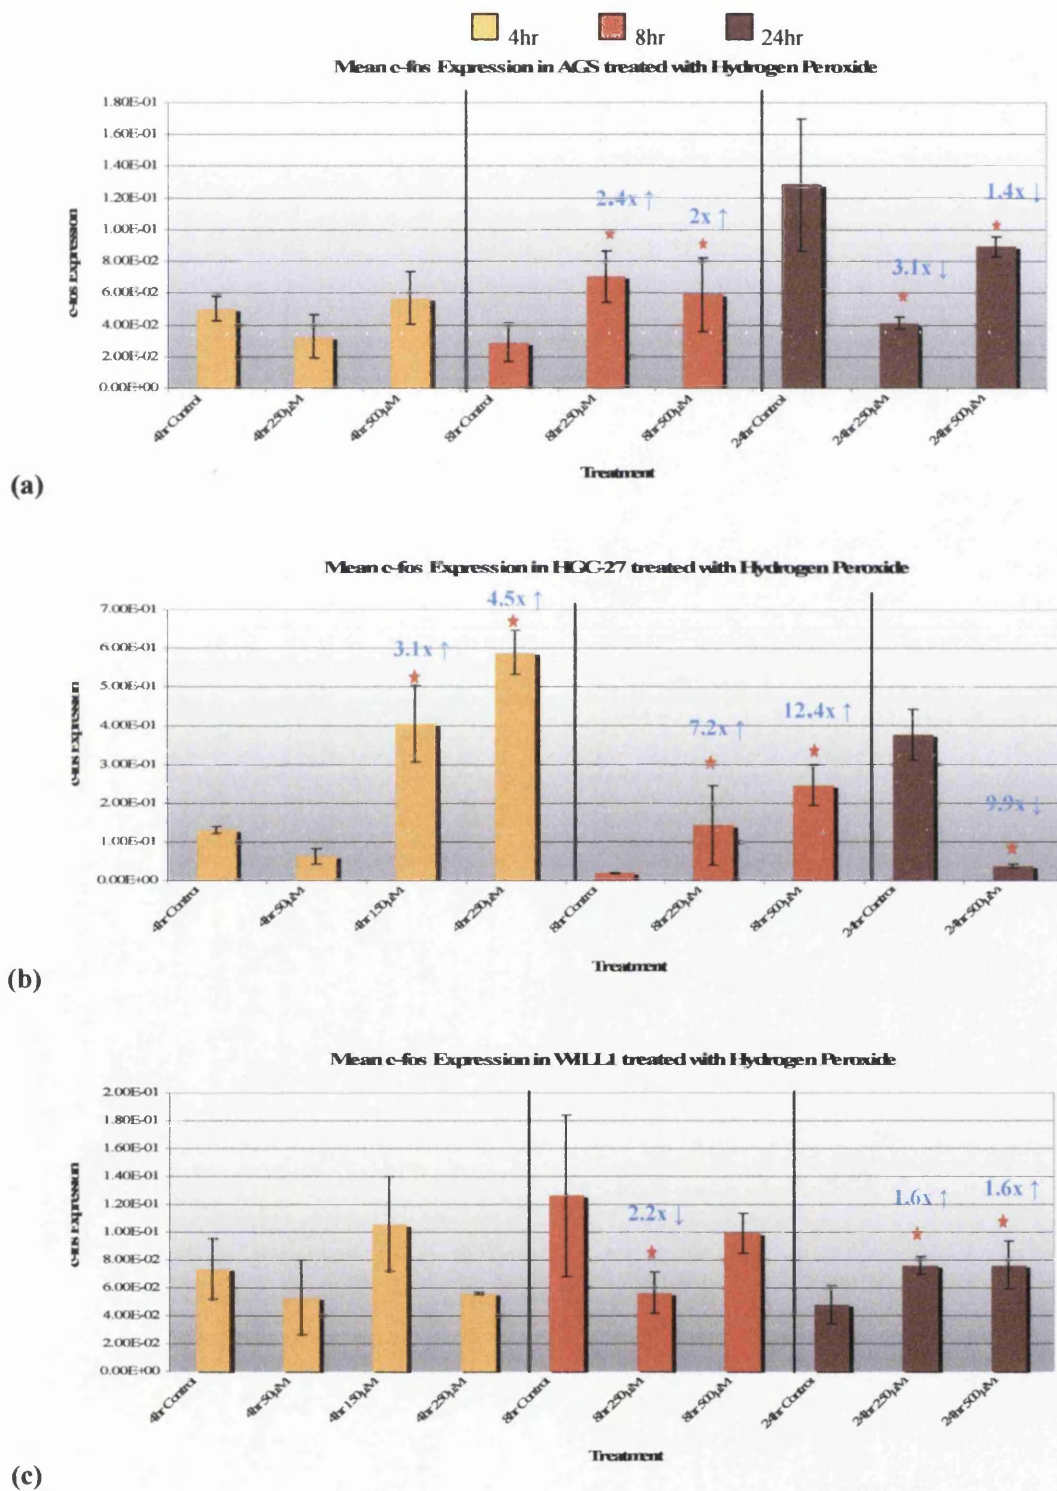 4hr 8hr 24hr
Mean c-fos Expression in AGS treated with Hydrogen Peroxide
1.80E-01
1.60E-01
1.40E-01
1.20E-01
1.00E-01
8.00E-02
6.00E-02
4.00E-02
2.00E-02
0.00E+00
c-fos Expression
2.4x ↑
2x ↑
3.1x ↓
1.4x ↓
4hr Control
4hr 250µM
4hr 500µM
8hr Control
8hr 250µM
8hr 500µM
24hr Control
24hr 250µM
24hr 500µM
Treatment
(a)
Mean c-fos Expression in HGC-27 treated with Hydrogen Peroxide
7.00E-01
6.00E-01
5.00E-01
4.00E-01
3.00E-01
2.00E-01
1.00E-01
0.00E+00
c-fos Expression
3.1x ↑
4.5x ↑
7.2x ↑
12.4x ↑
9.9x ↓
4hr Control
4hr 50µM
4hr 150µM
4hr 250µM
8hr Control
8hr 250µM
8hr 500µM
24hr Control
24hr 500µM
Treatment
(b)
Mean c-fos Expression in WILL1 treated with Hydrogen Peroxide
2.00E-01
1.80E-01
1.60E-01
1.40E-01
1.20E-01
1.00E-01
8.00E-02
6.00E-02
4.00E-02
2.00E-02
0.00E+00
c-fos Expression
2.2x ↓
1.6x ↑
1.6x ↑
4hr Control
4hr 50µM
4hr 150µM
4hr 250µM
8hr Control
8hr 250µM
8hr 500µM
24hr Control
24hr 250µM
24hr 500µM
Treatment
(c)